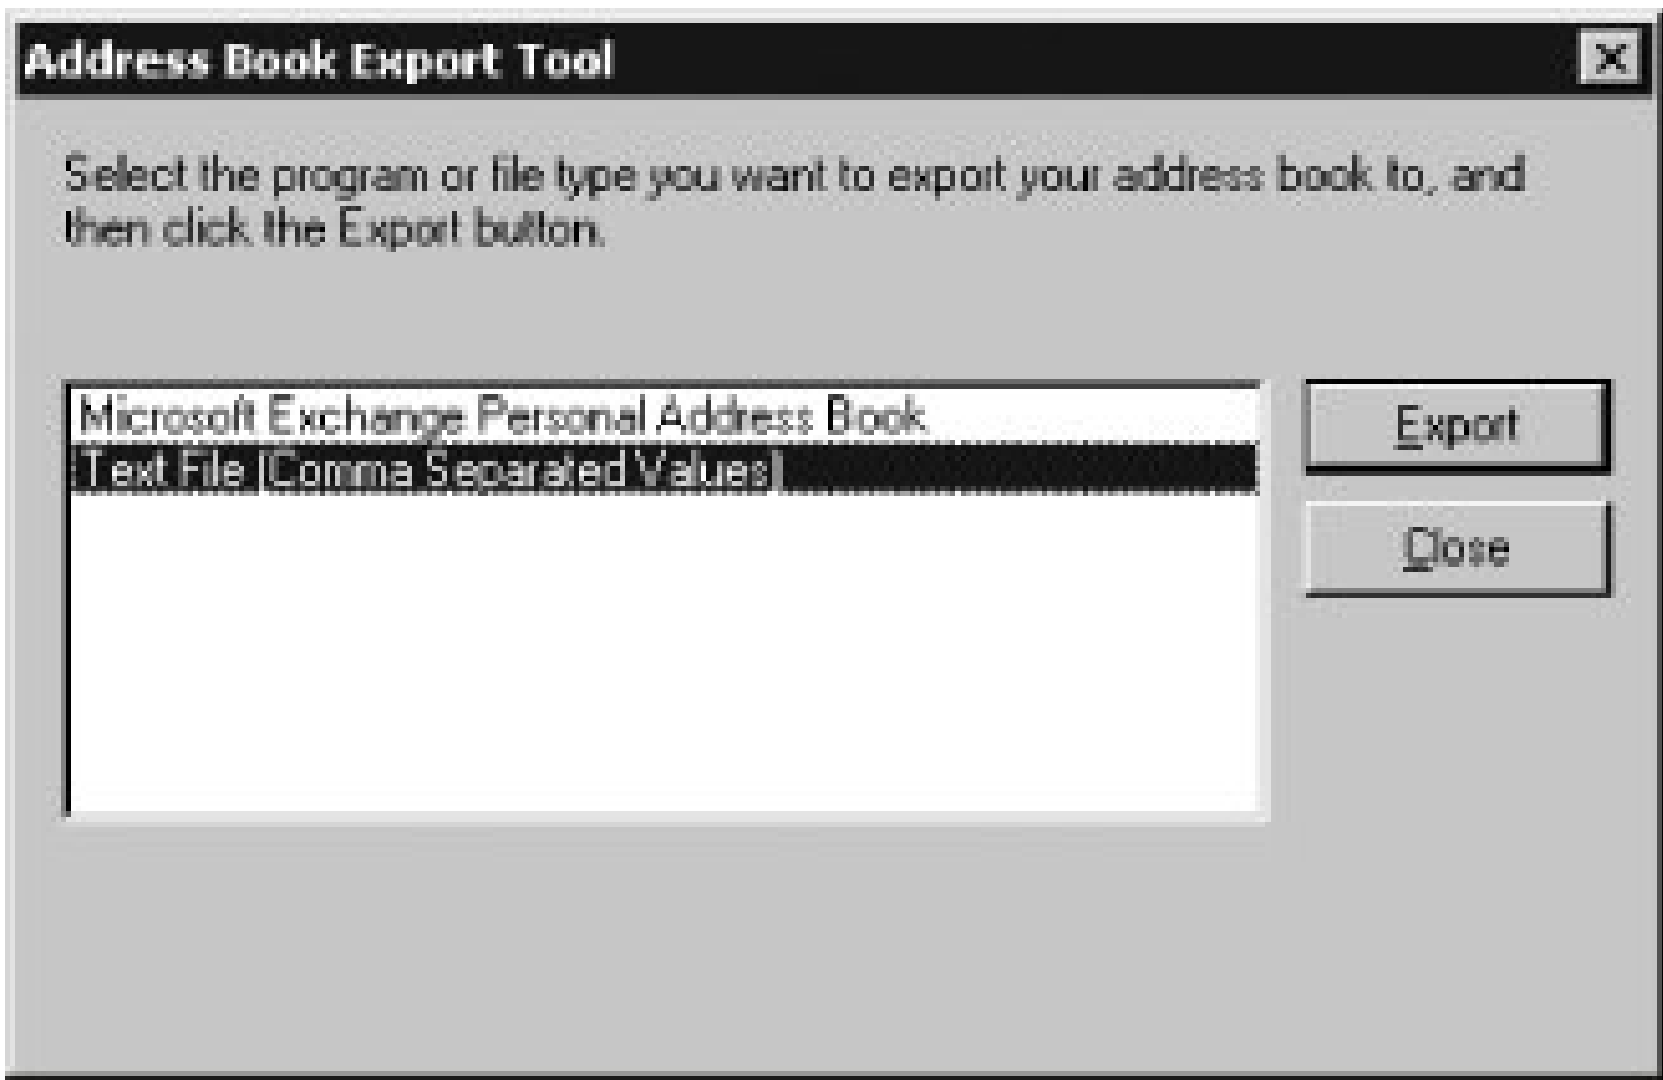 Address Book Export Tool
Select the program or file type you want to export your address book to, and
then click the Export button.
Microsoft Exchange Personal Address Book
Text File (Comma Separated Values)
Export
Close